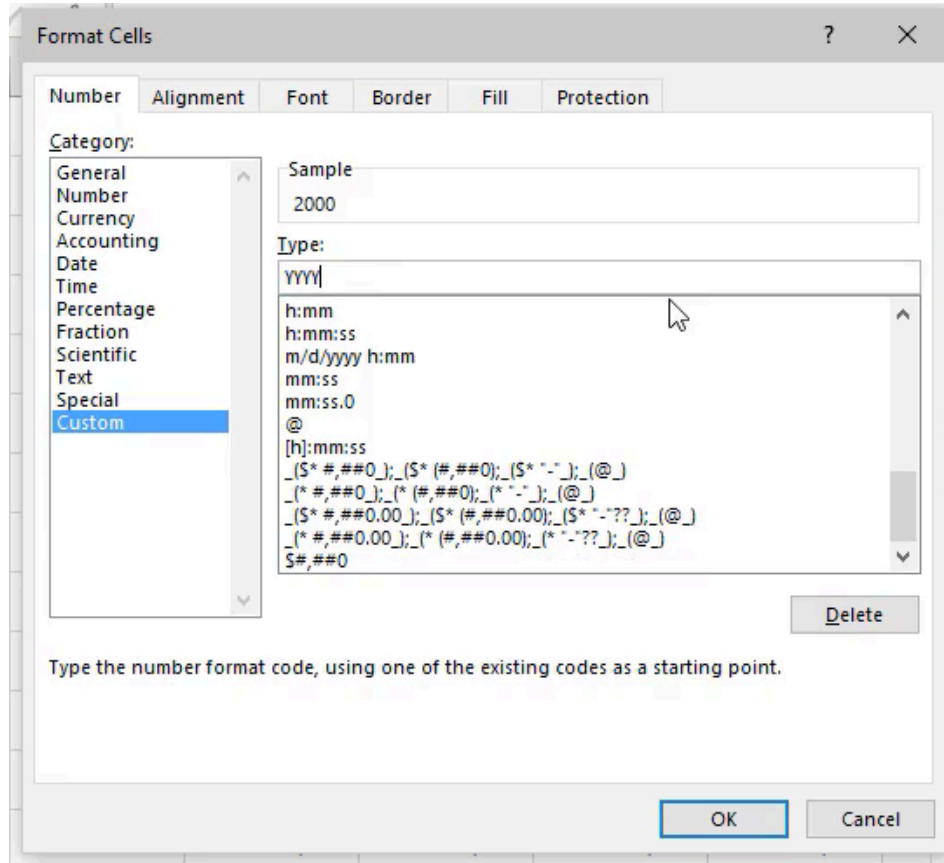 Format Cells
?
Number Alignment Font Border Fill Protection
Category:
General
Number
Currency
Accounting
Date
Time
Percentage
Fraction
Scientific
Text
Special
Custom
Sample
2000
Type:
YYYY
h:mm
h:mm:ss
m/d/yyyy h:mm
mm:ss
mm:ss.0
@
[h]:mm:ss
_($* #,##0_);_($* (#,##0);_($* "-"_);_(@_)
_(* #,##0_);_(* (#,##0);_(* "-"_);_(@_)
_($* #,##0.00_);_($* (#,##0.00);_($* "-"??_);_(@_)
_(* #,##0.00_);_(* (#,##0.00);_(* "-"??_);_(@_)
$#,##0
Delete
Type the number format code, using one of the existing codes as a starting point.
OK Cancel